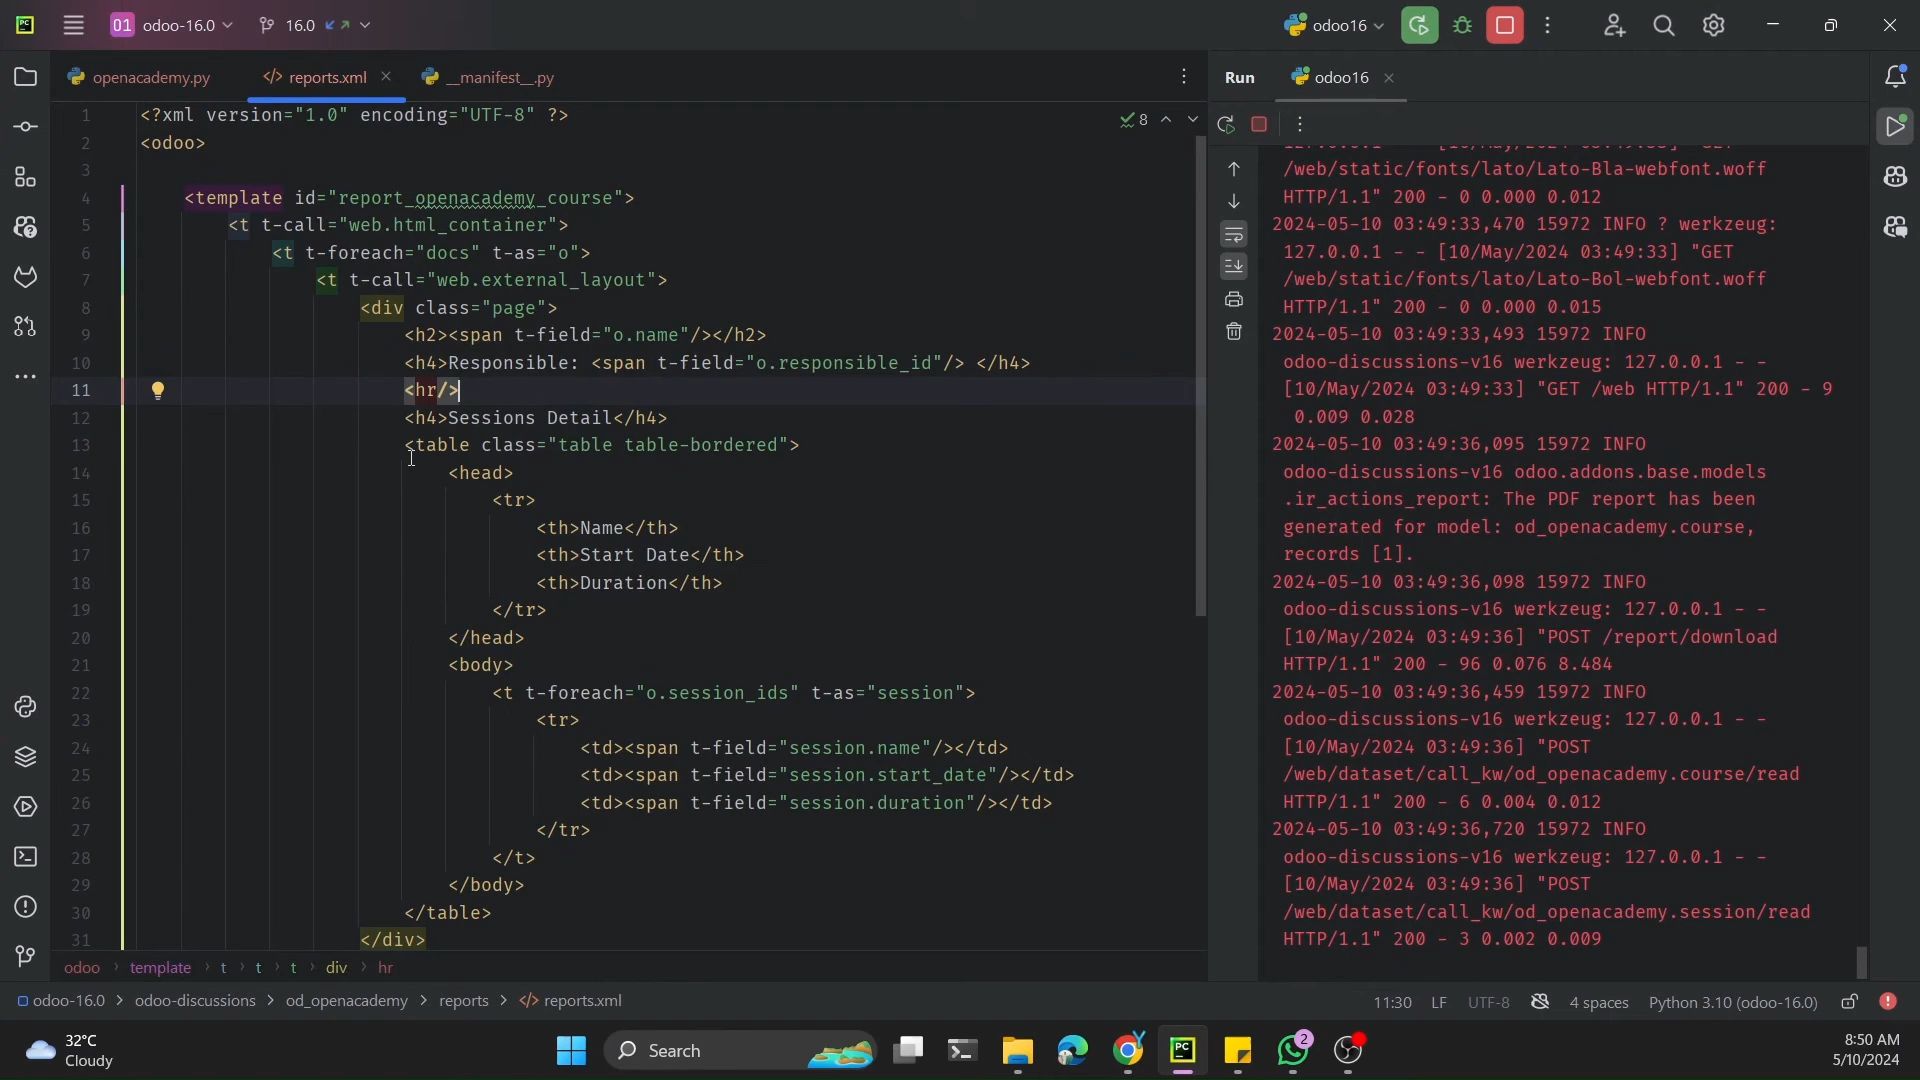 PC
01 odoo-16.0
16.0
odoo16
openacademy.py
</> reports.xml
__manifest__.py
Run
odoo16
8
1 <?xml version="1.0" encoding="UTF-8" ?>
2 <odoo>
3
4 <template id="report_openacademy_course">
5 <t t-call="web.html_container">
6 <t t-foreach="docs" t-as="o">
7 <t t-call="web.external_layout">
8 <div class="page">
9 <h2><span t-field="o.name"/></h2>
10 <h4>Responsible: <span t-field="o.responsible_id"/> </h4>
11 <hr/>
12 <h4>Sessions Detail</h4>
13 <table class="table table-bordered">
14 <head>
15 <tr>
16 <th>Name</th>
17 <th>Start Date</th>
18 <th>Duration</th>
19 </tr>
20 </head>
21 <body>
22 <t t-foreach="o.session_ids" t-as="session">
23 <tr>
24 <td><span t-field="session.name"/></td>
25 <td><span t-field="session.start_date"/></td>
26 <td><span t-field="session.duration"/></td>
27 </tr>
28 </t>
29 </body>
30 </table>
31 </div>
/web/static/fonts/lato/Lato-Bla-webfont.woff
HTTP/1.1" 200 - 0 0.000 0.012
2024-05-10 03:49:33,470 15972 INFO ? werkzeug:
127.0.0.1 - - [10/May/2024 03:49:33] "GET
/web/static/fonts/lato/Lato-Bol-webfont.woff
HTTP/1.1" 200 - 0 0.000 0.015
2024-05-10 03:49:33,493 15972 INFO
odoo-discussions-v16 werkzeug: 127.0.0.1 - -
[10/May/2024 03:49:33] "GET /web HTTP/1.1" 200 - 9
0.009 0.028
2024-05-10 03:49:36,095 15972 INFO
odoo-discussions-v16 odoo.addons.base.models
.ir_actions_report: The PDF report has been
generated for model: od_openacademy.course,
records [1].
2024-05-10 03:49:36,098 15972 INFO
odoo-discussions-v16 werkzeug: 127.0.0.1 - -
[10/May/2024 03:49:36] "POST /report/download
HTTP/1.1" 200 - 96 0.076 8.484
2024-05-10 03:49:36,459 15972 INFO
odoo-discussions-v16 werkzeug: 127.0.0.1 - -
[10/May/2024 03:49:36] "POST
/web/dataset/call_kw/od_openacademy.course/read
HTTP/1.1" 200 - 6 0.004 0.012
2024-05-10 03:49:36,720 15972 INFO
odoo-discussions-v16 werkzeug: 127.0.0.1 - -
[10/May/2024 03:49:36] "POST
/web/dataset/call_kw/od_openacademy.session/read
HTTP/1.1" 200 - 3 0.002 0.009
odoo › template › t › t › t › div › hr
odoo-16.0 > odoo-discussions > od_openacademy > reports > </> reports.xml
11:30 LF UTF-8 4 spaces Python 3.10 (odoo-16.0)
32°C
Cloudy
Search
PC
2
8:50 AM
5/10/2024